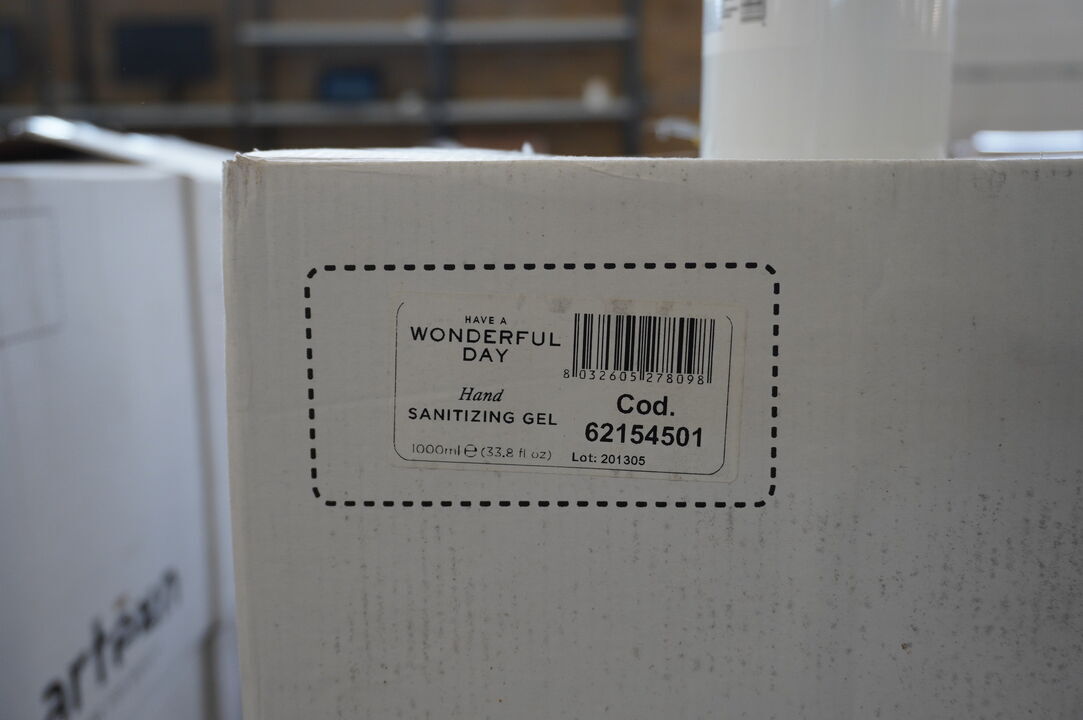 HAVE A
WONDERFUL
DAY
Hand
SANITIZING GEL
1000ml ℮ (33.8 fl oz)
8 032605 278098
Cod.
62154501
Lot: 201305